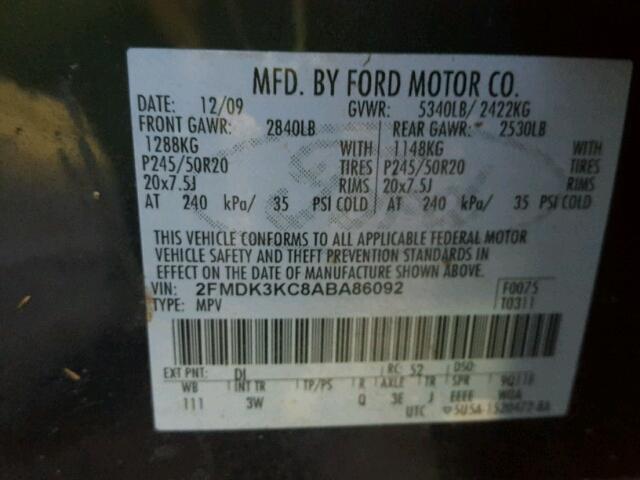 MFD. BY FORD MOTOR CO.
DATE: 12/09 GVWR: 5340LB/ 2422KG
FRONT GAWR: 2840LB REAR GAWR: 2530LB
1288KG WITH 1148KG WITH
P245/50R20 TIRES P245/50R20 TIRES
20x7.5J RIMS 20x7.5J RIMS
AT 240 kPa/ 35 PSI COLD AT 240 kPa/ 35 PSI COLD
THIS VEHICLE CONFORMS TO ALL APPLICABLE FEDERAL MOTOR
VEHICLE SAFETY AND THEFT PREVENTION STANDARDS IN
EFFECT ON THE DATE OF MANUFACTURE SHOWN ABOVE.
VIN: 2FMDK3KC8ABA86092 F0075
TYPE: MPV T0311
EXT PNT: DI RC: 52 DSO:
WB INT TR TP/PS R AXLE TR SPR
111 3W Q 3E J EEEE WGA
UTC